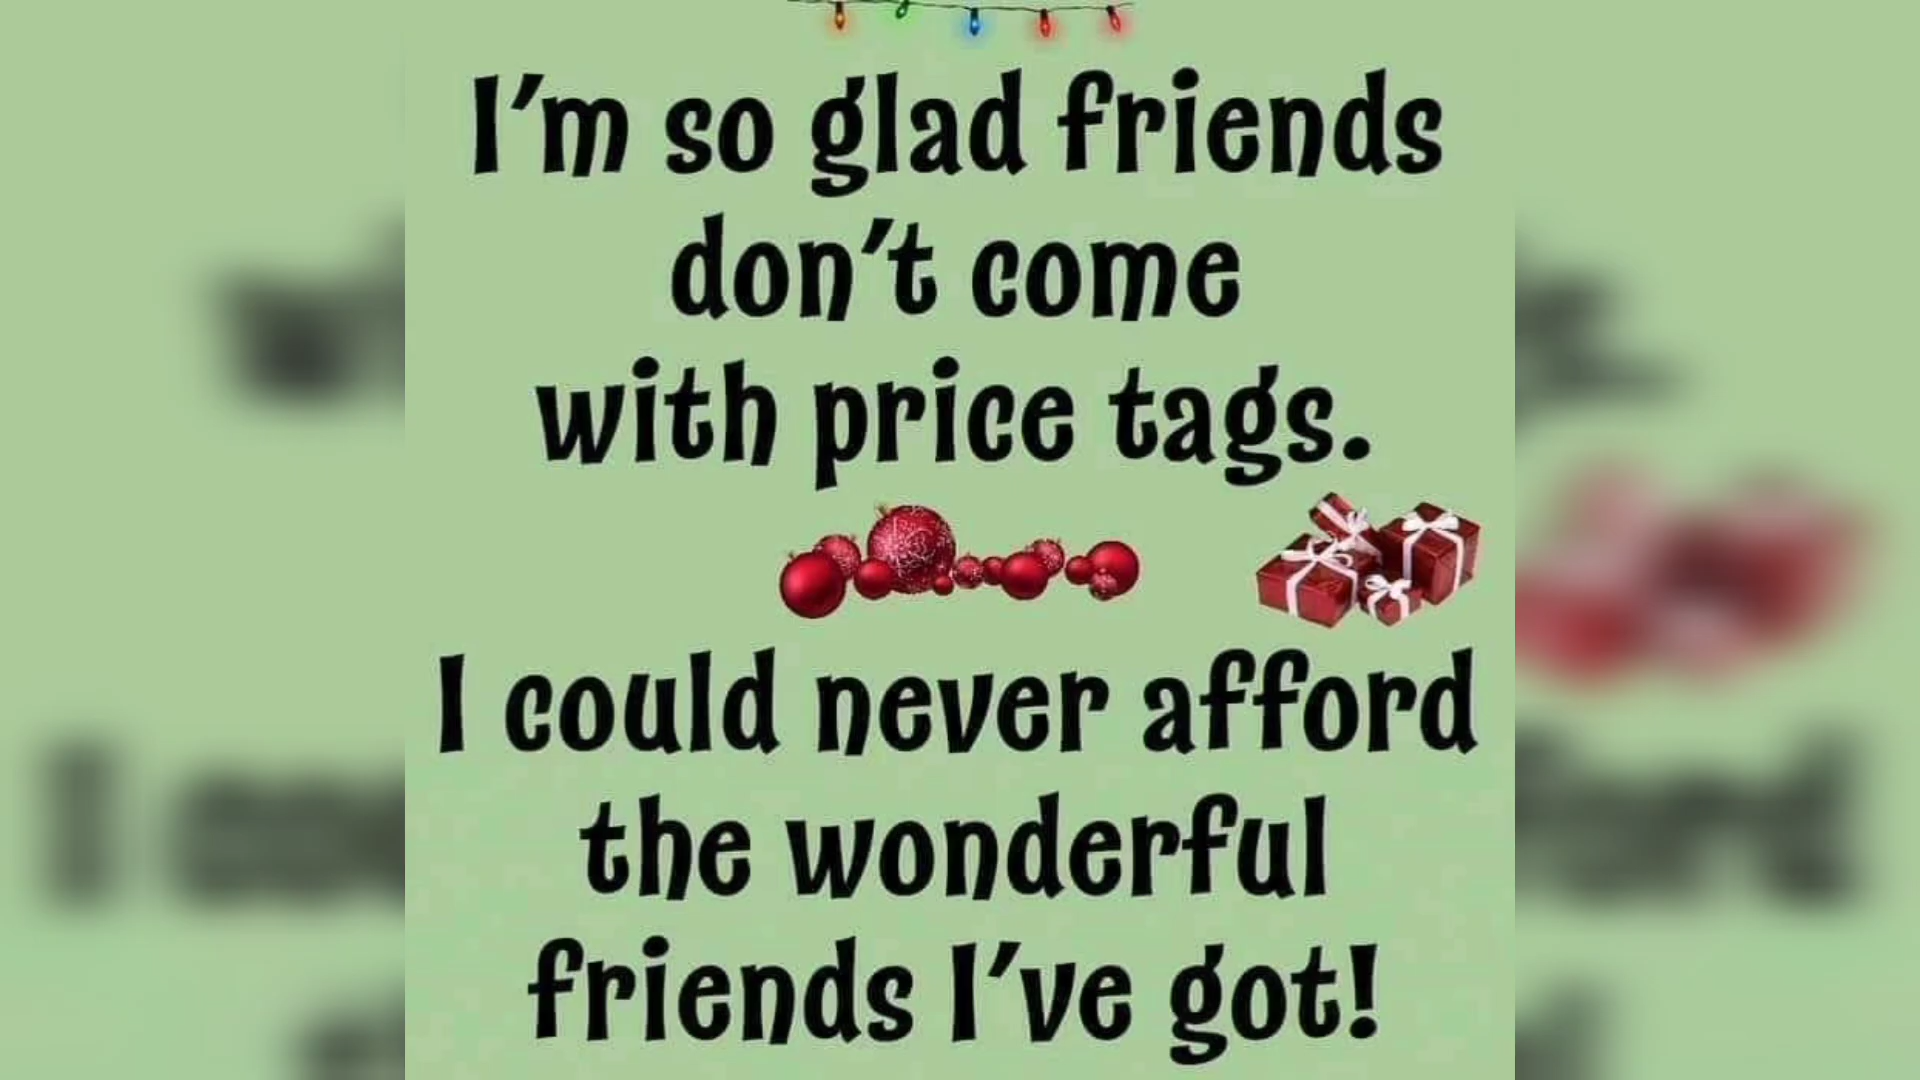 I'm so glad friends
don't come
with price tags.
I could never afford
the wonderful
friends I've got!